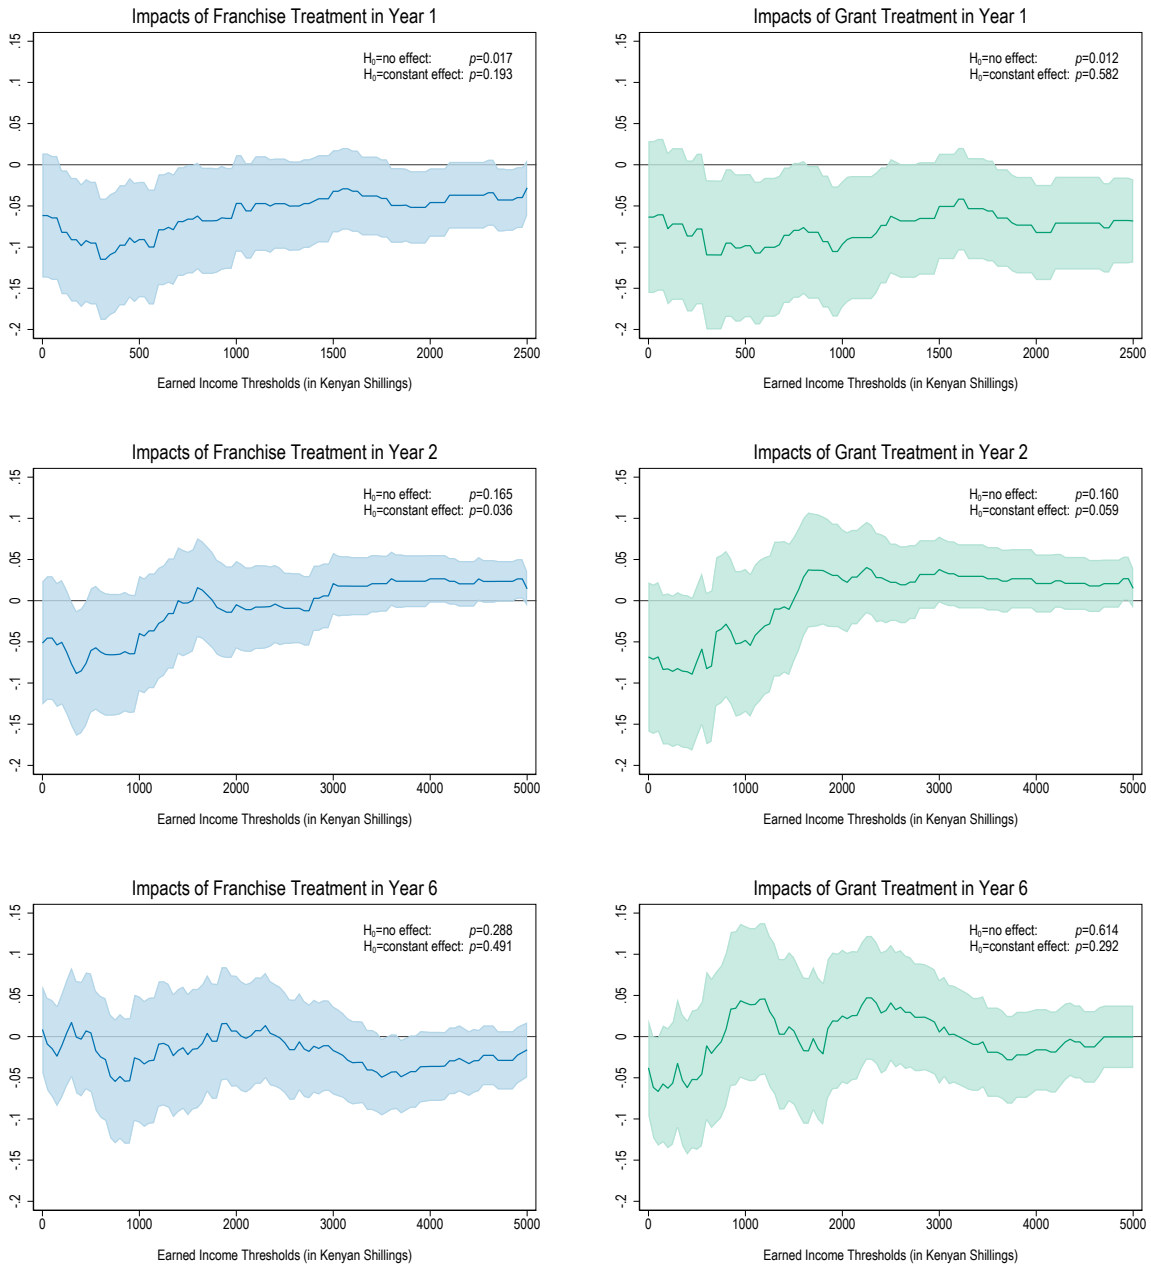 Impacts of Franchise Treatment in Year 1
H₀=no effect: p=0.017
H₀=constant effect: p=0.193
.15
.1
.05
0
-.05
-.1
-.15
-.2
0 500 1000 1500 2000 2500
Earned Income Thresholds (in Kenyan Shillings)
Impacts of Grant Treatment in Year 1
H₀=no effect: p=0.012
H₀=constant effect: p=0.582
.15
.1
.05
0
-.05
-.1
-.15
-.2
0 500 1000 1500 2000 2500
Earned Income Thresholds (in Kenyan Shillings)
Impacts of Franchise Treatment in Year 2
H₀=no effect: p=0.165
H₀=constant effect: p=0.036
.15
.1
.05
0
-.05
-.1
-.15
-.2
0 1000 2000 3000 4000 5000
Earned Income Thresholds (in Kenyan Shillings)
Impacts of Grant Treatment in Year 2
H₀=no effect: p=0.160
H₀=constant effect: p=0.059
.15
.1
.05
0
-.05
-.1
-.15
-.2
0 1000 2000 3000 4000 5000
Earned Income Thresholds (in Kenyan Shillings)
Impacts of Franchise Treatment in Year 6
H₀=no effect: p=0.288
H₀=constant effect: p=0.491
.15
.1
.05
0
-.05
-.1
-.15
-.2
0 1000 2000 3000 4000 5000
Earned Income Thresholds (in Kenyan Shillings)
Impacts of Grant Treatment in Year 6
H₀=no effect: p=0.614
H₀=constant effect: p=0.292
.15
.1
.05
0
-.05
-.1
-.15
-.2
0 1000 2000 3000 4000 5000
Earned Income Thresholds (in Kenyan Shillings)